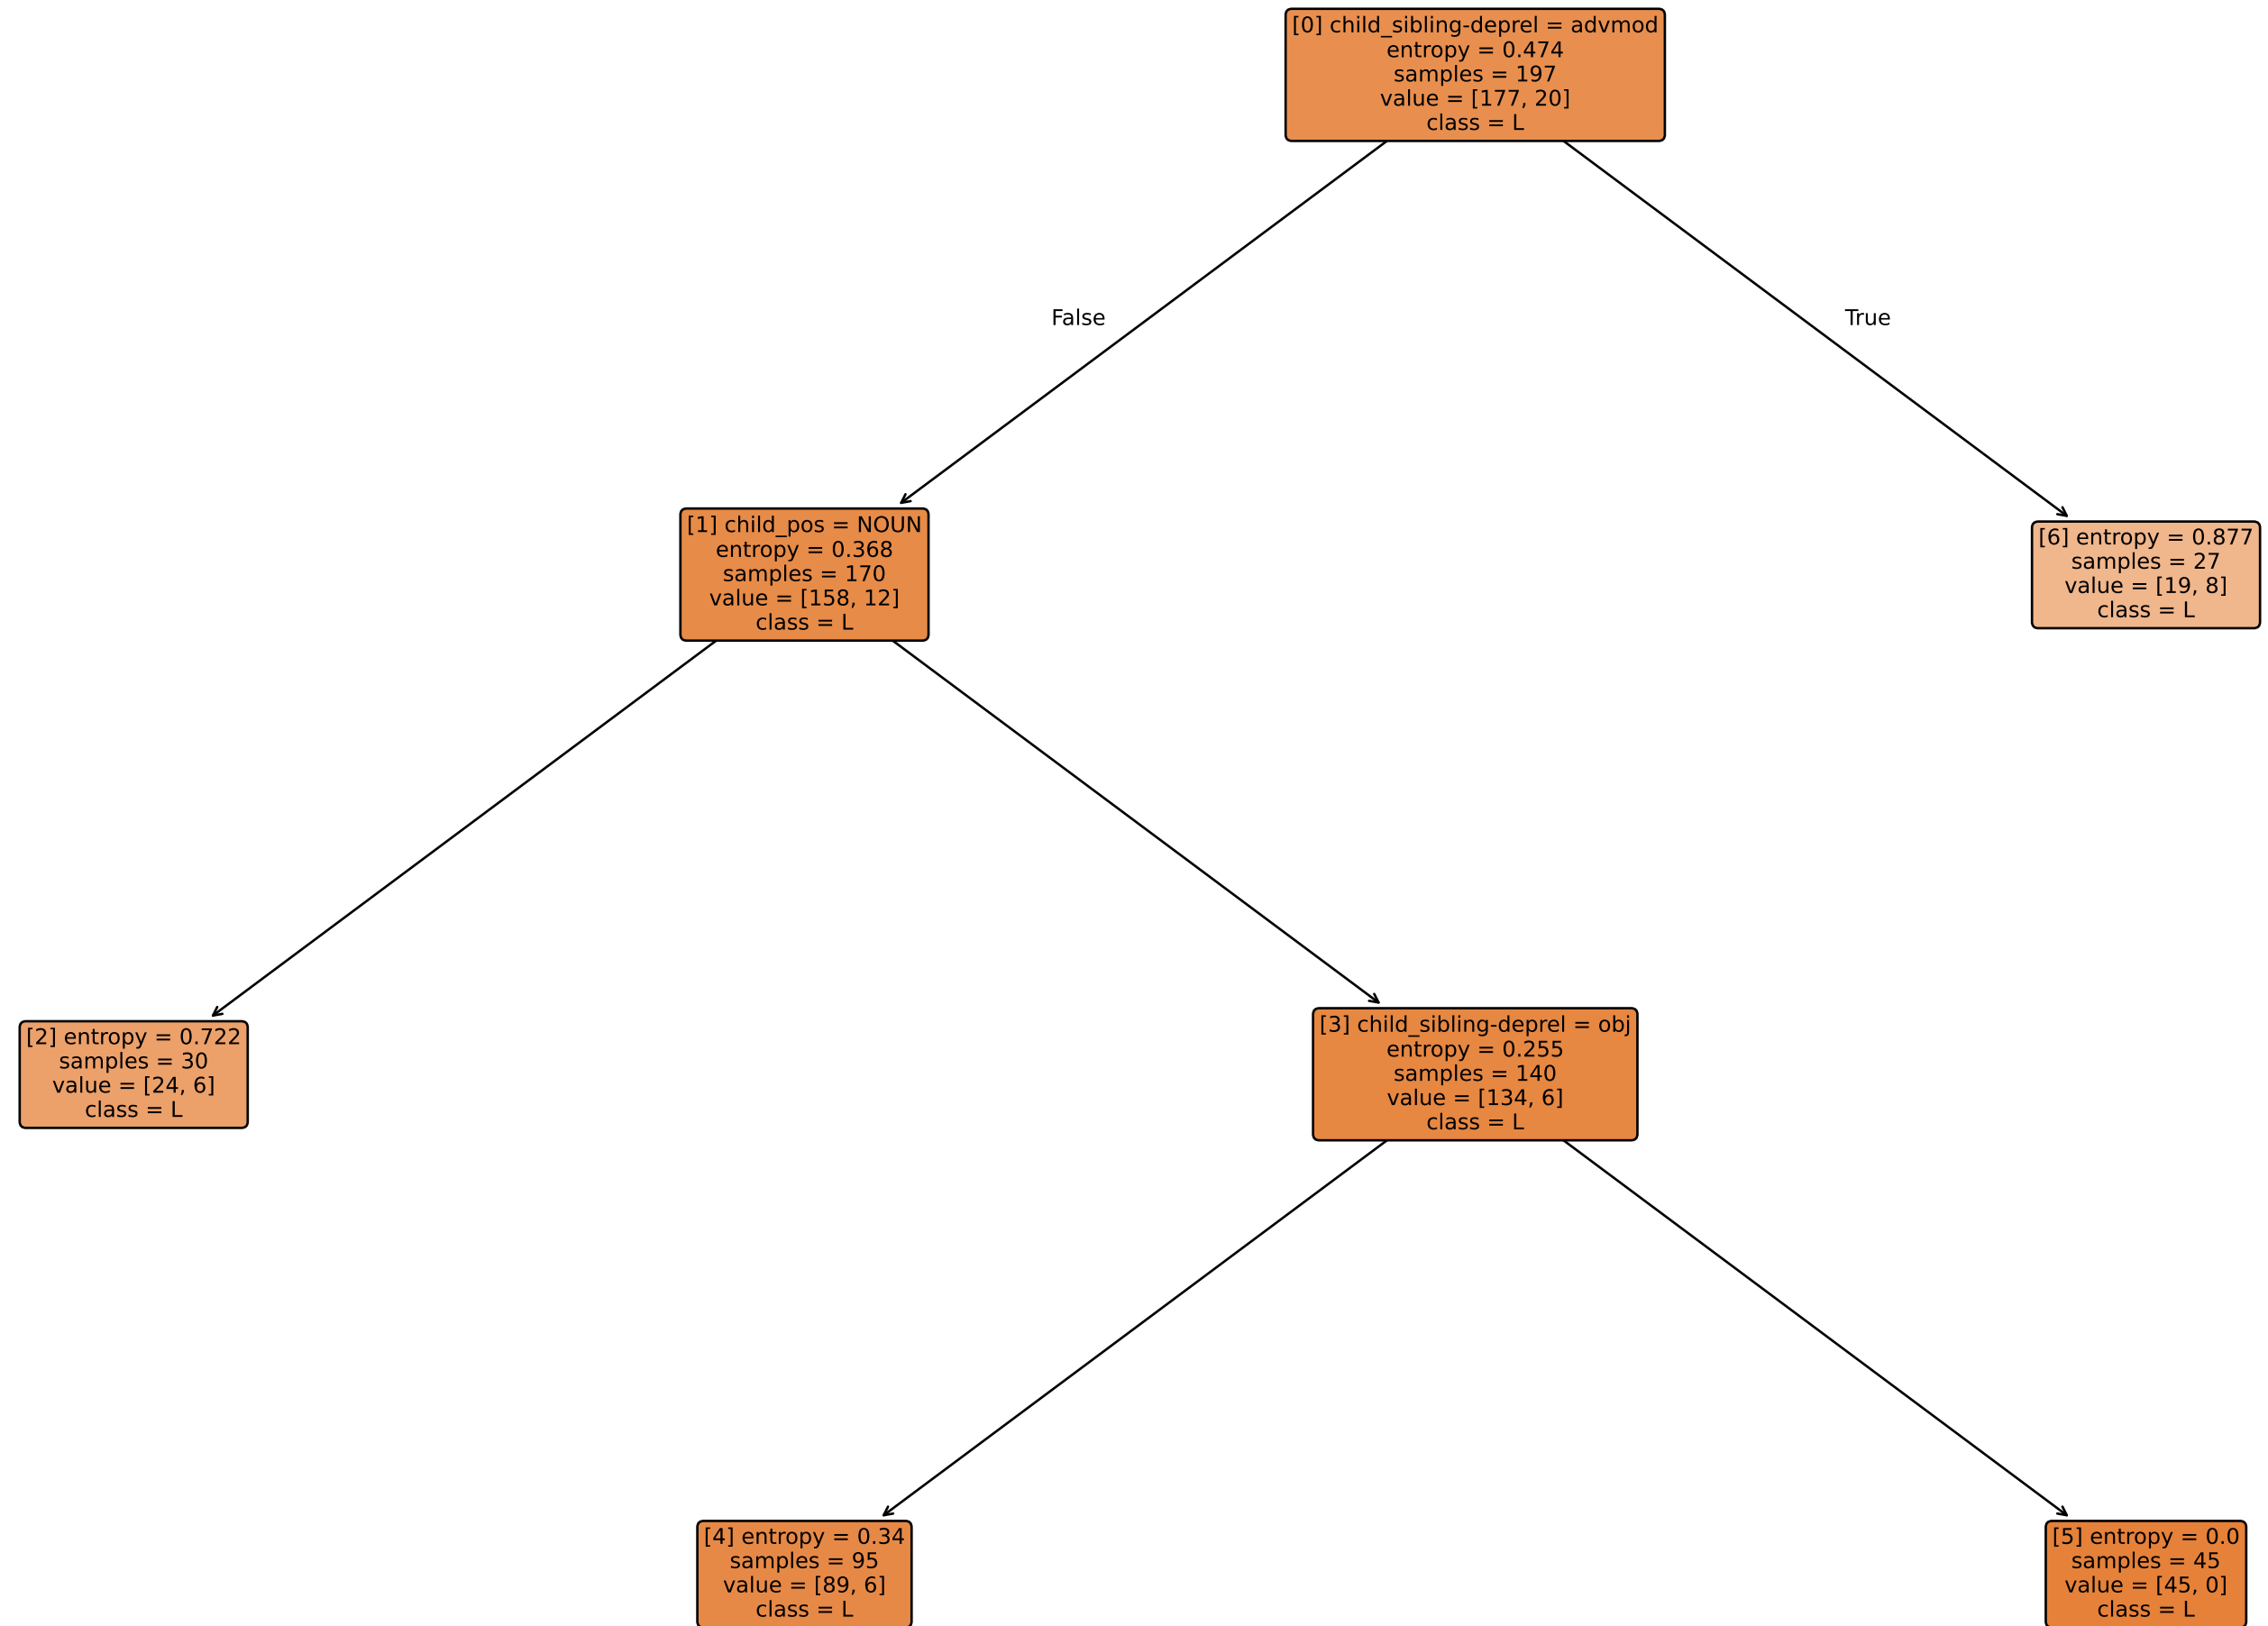 [0] child_sibling-deprel = advmod
entropy = 0.474
samples = 197
value = [177, 20]
class = L
False
True
[1] child_pos = NOUN
entropy = 0.368
samples = 170
value = [158, 12]
class = L
[6] entropy = 0.877
samples = 27
value = [19, 8]
class = L
[2] entropy = 0.722
samples = 30
value = [24, 6]
class = L
[3] child_sibling-deprel = obj
entropy = 0.255
samples = 140
value = [134, 6]
class = L
[4] entropy = 0.34
samples = 95
value = [89, 6]
class = L
[5] entropy = 0.0
samples = 45
value = [45, 0]
class = L